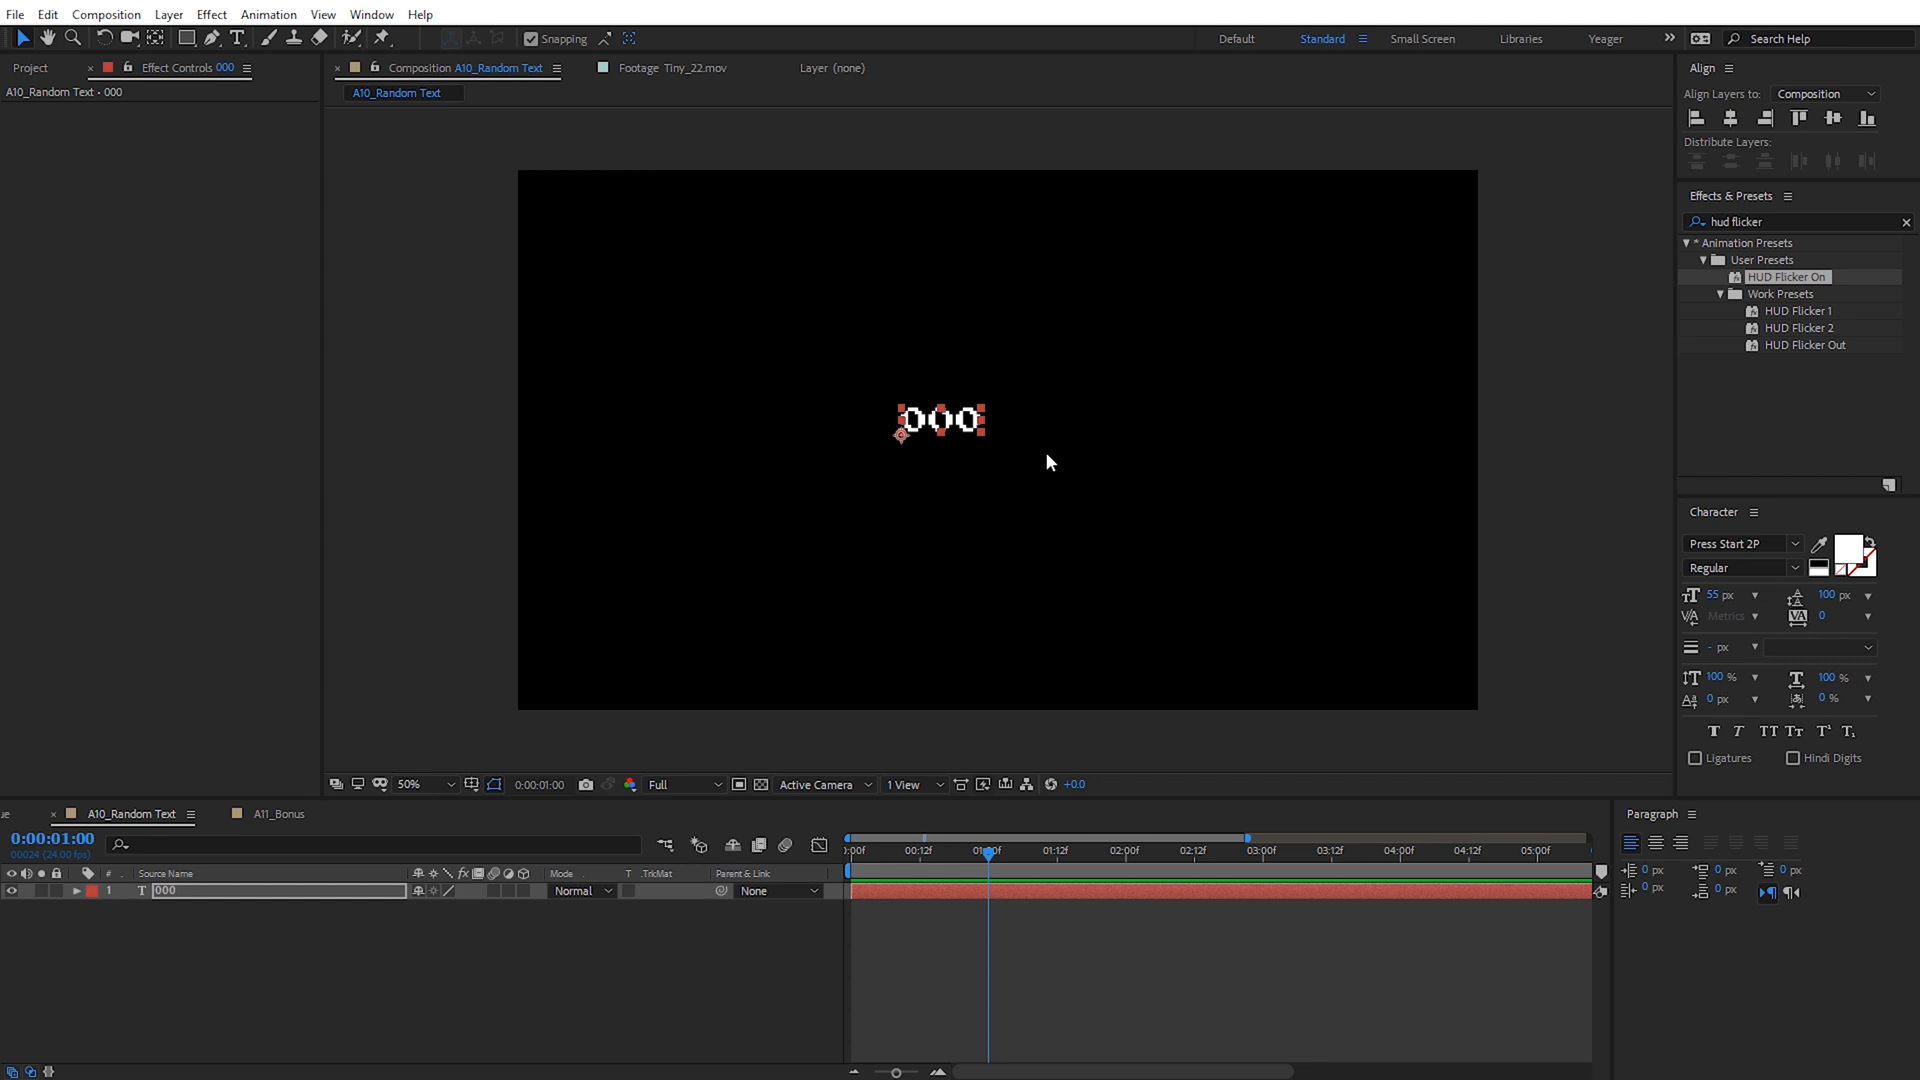 File Edit Composition Layer Effect Animation View Window Help
Snapping Default Standard Small Screen Libraries Yeager Search Help
Project Effect Controls 000 Composition A10_Random Text Footage Tiny_22.mov Layer (none) Align
A10_Random Text • 000 A10_Random Text Align Layers to: Composition
Distribute Layers:
Effects & Presets
hud flicker
* Animation Presets
User Presets
HUD Flicker On
Work Presets
HUD Flicker 1
HUD Flicker 2
HUD Flicker Out
000
Character
Press Start 2P
Regular
55 px 100 px
Metrics 0
- px
100 % 100 %
0 px 0 %
Ligatures Hindi Digits
50% 0:00:01:00 Full Active Camera 1 View +0.0
A10_Random Text A11_Bonus Paragraph
0:00:01:00
00024 (24.00 fps)
:00f 00:12f 01:00f 01:12f 02:00f 02:12f 03:00f 03:12f 04:00f 04:12f 05:00f
# Source Name Mode T .TrkMat Parent & Link
1 T 000 Normal None
0 px 0 px 0 px
0 px 0 px